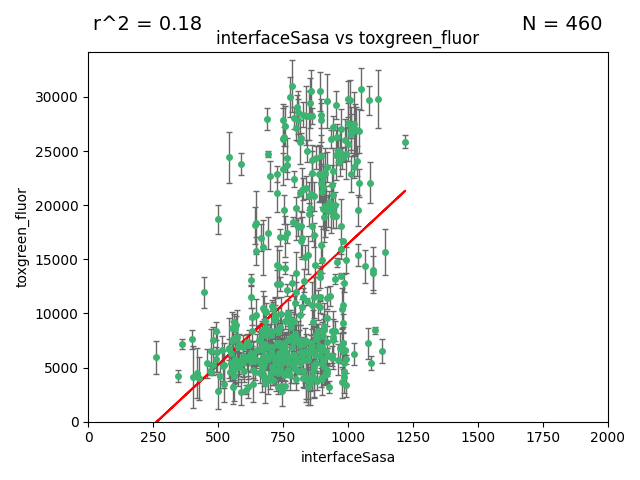 r^2 = 0.18
N = 460
interfaceSasa vs toxgreen_fluor
toxgreen_fluor
30000
25000
20000
15000
10000
5000
0
0 250 500 750 1000 1250 1500 1750 2000
interfaceSasa